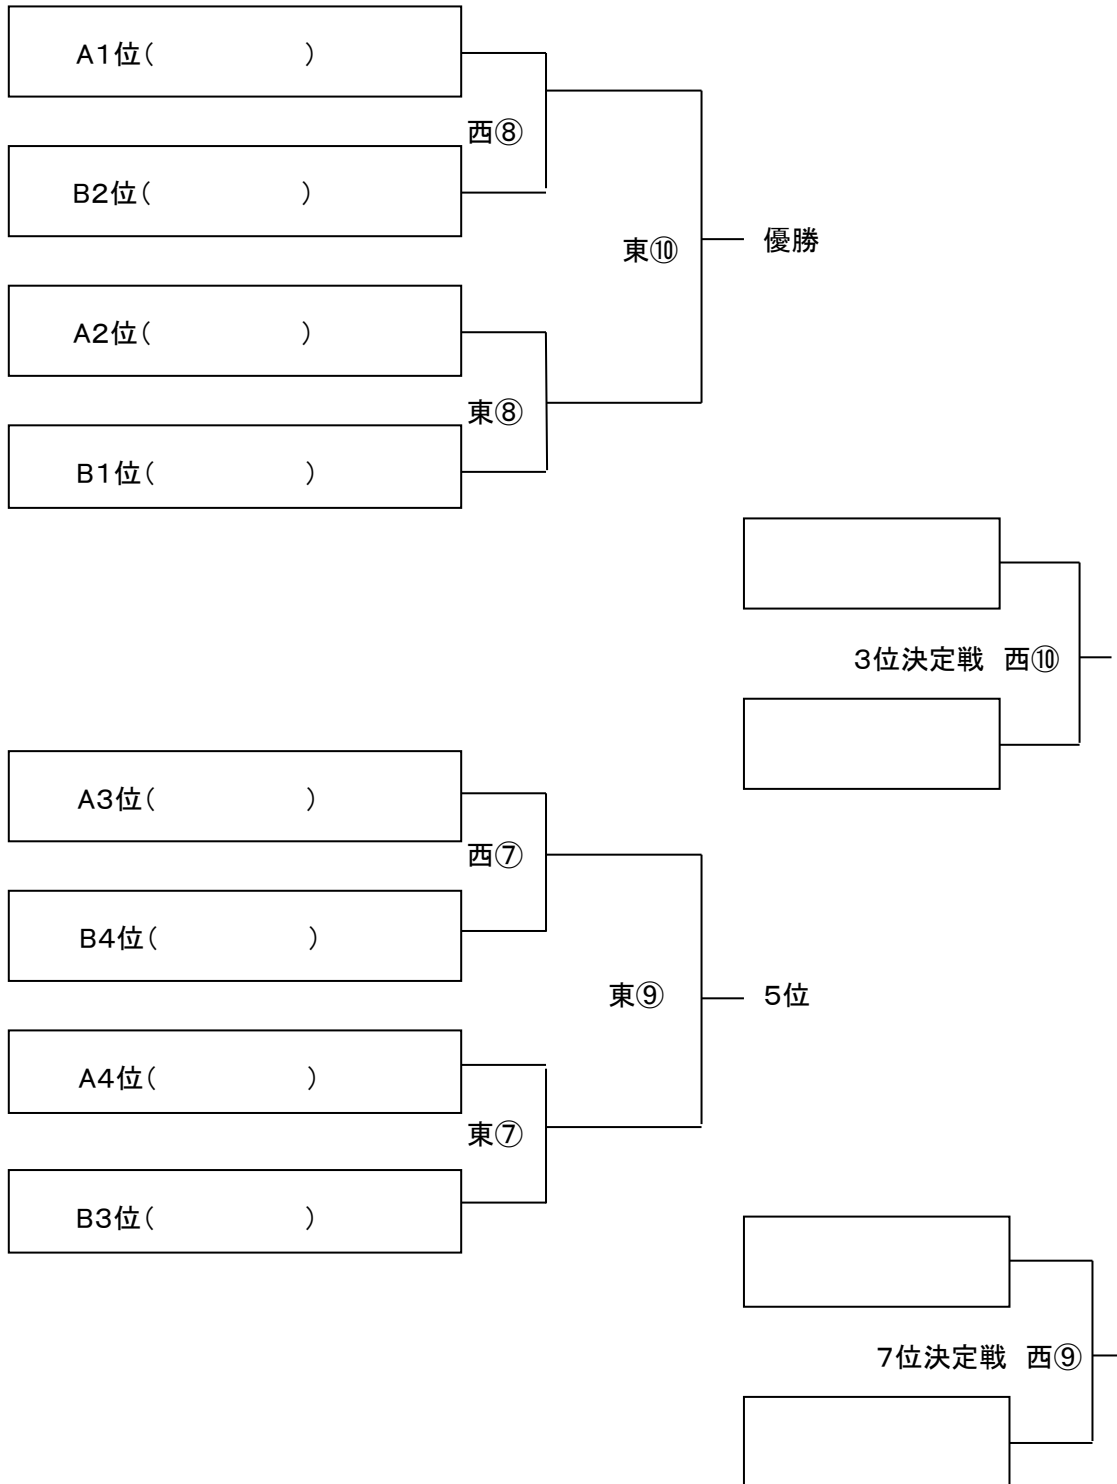 A1位(　　　　　)
西⑧
B2位(　　　　　)
東⑩　優勝
A2位(　　　　　)
東⑧
B1位(　　　　　)
3位決定戦　西⑩
A3位(　　　　　)
西⑦
B4位(　　　　　)
東⑨　5位
A4位(　　　　　)
東⑦
B3位(　　　　　)
7位決定戦　西⑨